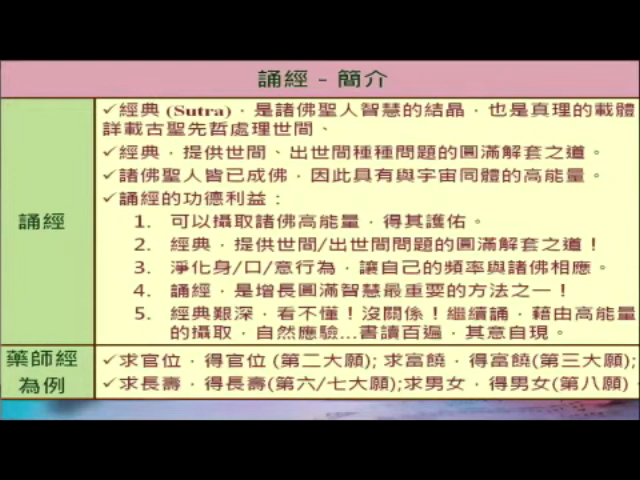 誦經 - 簡介
誦經
✓經典 (Sutra)，是諸佛聖人智慧的結晶，也是真理的載體
詳載古聖先哲處理世間、
✓經典，提供世間、出世間種種問題的圓滿解套之道。
✓諸佛聖人皆已成佛，因此具有與宇宙同體的高能量。
✓誦經的功德利益：
1. 可以攝取諸佛高能量，得其護佑。
2. 經典，提供世間/出世間問題的圓滿解套之道！
3. 淨化身/口/意行為，讓自己的頻率與諸佛相應。
4. 誦經，是增長圓滿智慧最重要的方法之一！
5. 經典艱深，看不懂！沒關係！繼續誦，藉由高能量
的攝取，自然應驗...書讀百遍，其意自現。
藥師經
為例
✓求官位，得官位 (第二大願); 求富饒，得富饒(第三大願);
✓求長壽，得長壽(第六/七大願);求男女，得男女(第八願)